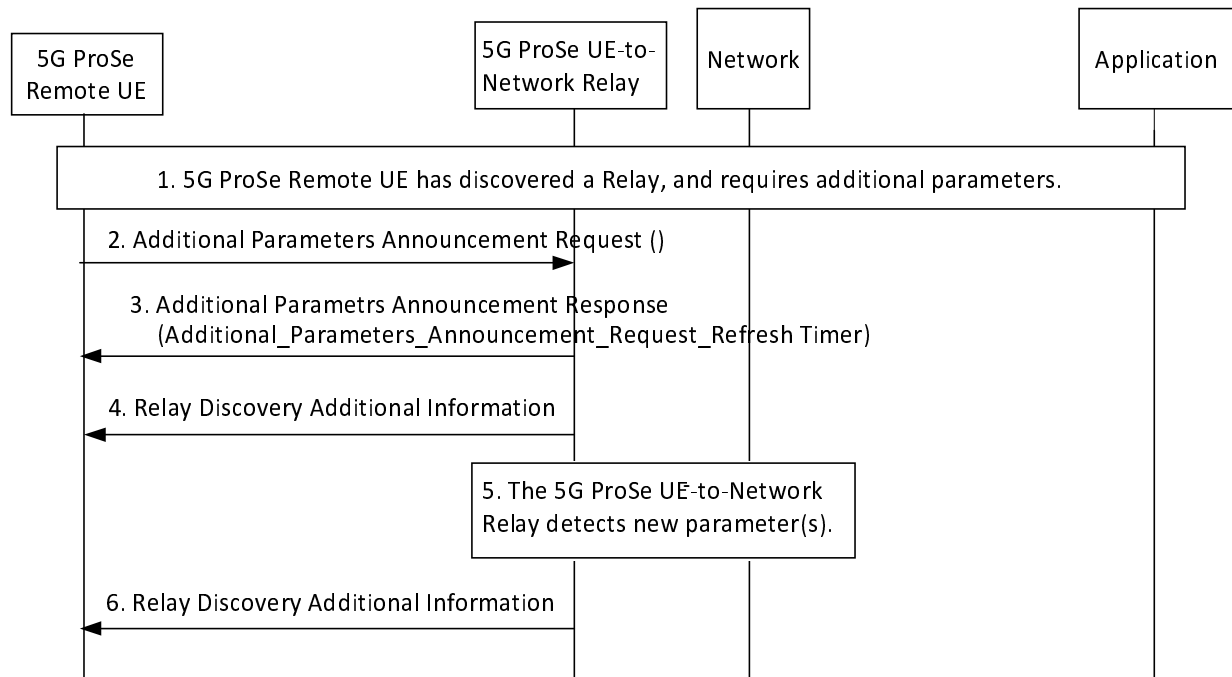 5G ProSe
Remote UE
5G ProSe UE-to-
Network Relay
Network
Application
1. 5G ProSe Remote UE has discovered a Relay, and requires additional parameters.
2. Additional Parameters Announcement Request ()
3. Additional Parametrs Announcement Response
(Additional_Parameters_Announcement_Request_Refresh Timer)
4. Relay Discovery Additional Information
5. The 5G ProSe UE-to-Network
Relay detects new parameter(s).
6. Relay Discovery Additional Information